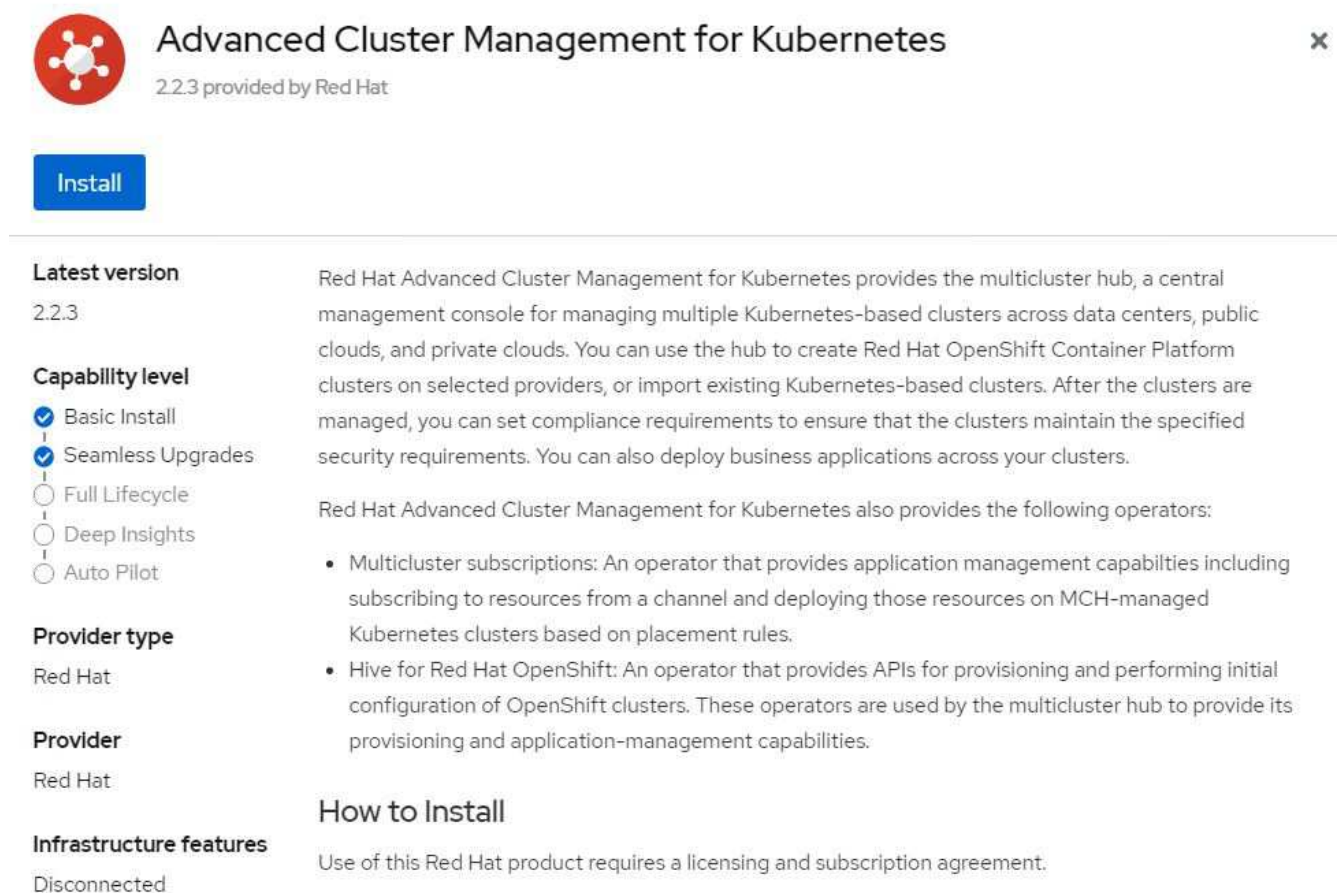 Advanced Cluster Management for Kubernetes
2.2.3 provided by Red Hat
Install
Latest version
2.2.3
Capability level
Basic Install
Seamless Upgrades
Full Lifecycle
Deep Insights
Auto Pilot
Provider type
Red Hat
Provider
Red Hat
Infrastructure features
Disconnected
Red Hat Advanced Cluster Management for Kubernetes provides the multicluster hub, a central
management console for managing multiple Kubernetes-based clusters across data centers, public
clouds, and private clouds. You can use the hub to create Red Hat OpenShift Container Platform
clusters on selected providers, or import existing Kubernetes-based clusters. After the clusters are
managed, you can set compliance requirements to ensure that the clusters maintain the specified
security requirements. You can also deploy business applications across your clusters.
Red Hat Advanced Cluster Management for Kubernetes also provides the following operators:
• Multicluster subscriptions: An operator that provides application management capabilties including
subscribing to resources from a channel and deploying those resources on MCH-managed
Kubernetes clusters based on placement rules.
• Hive for Red Hat OpenShift: An operator that provides APIs for provisioning and performing initial
configuration of OpenShift clusters. These operators are used by the multicluster hub to provide its
provisioning and application-management capabilities.
How to Install
Use of this Red Hat product requires a licensing and subscription agreement.